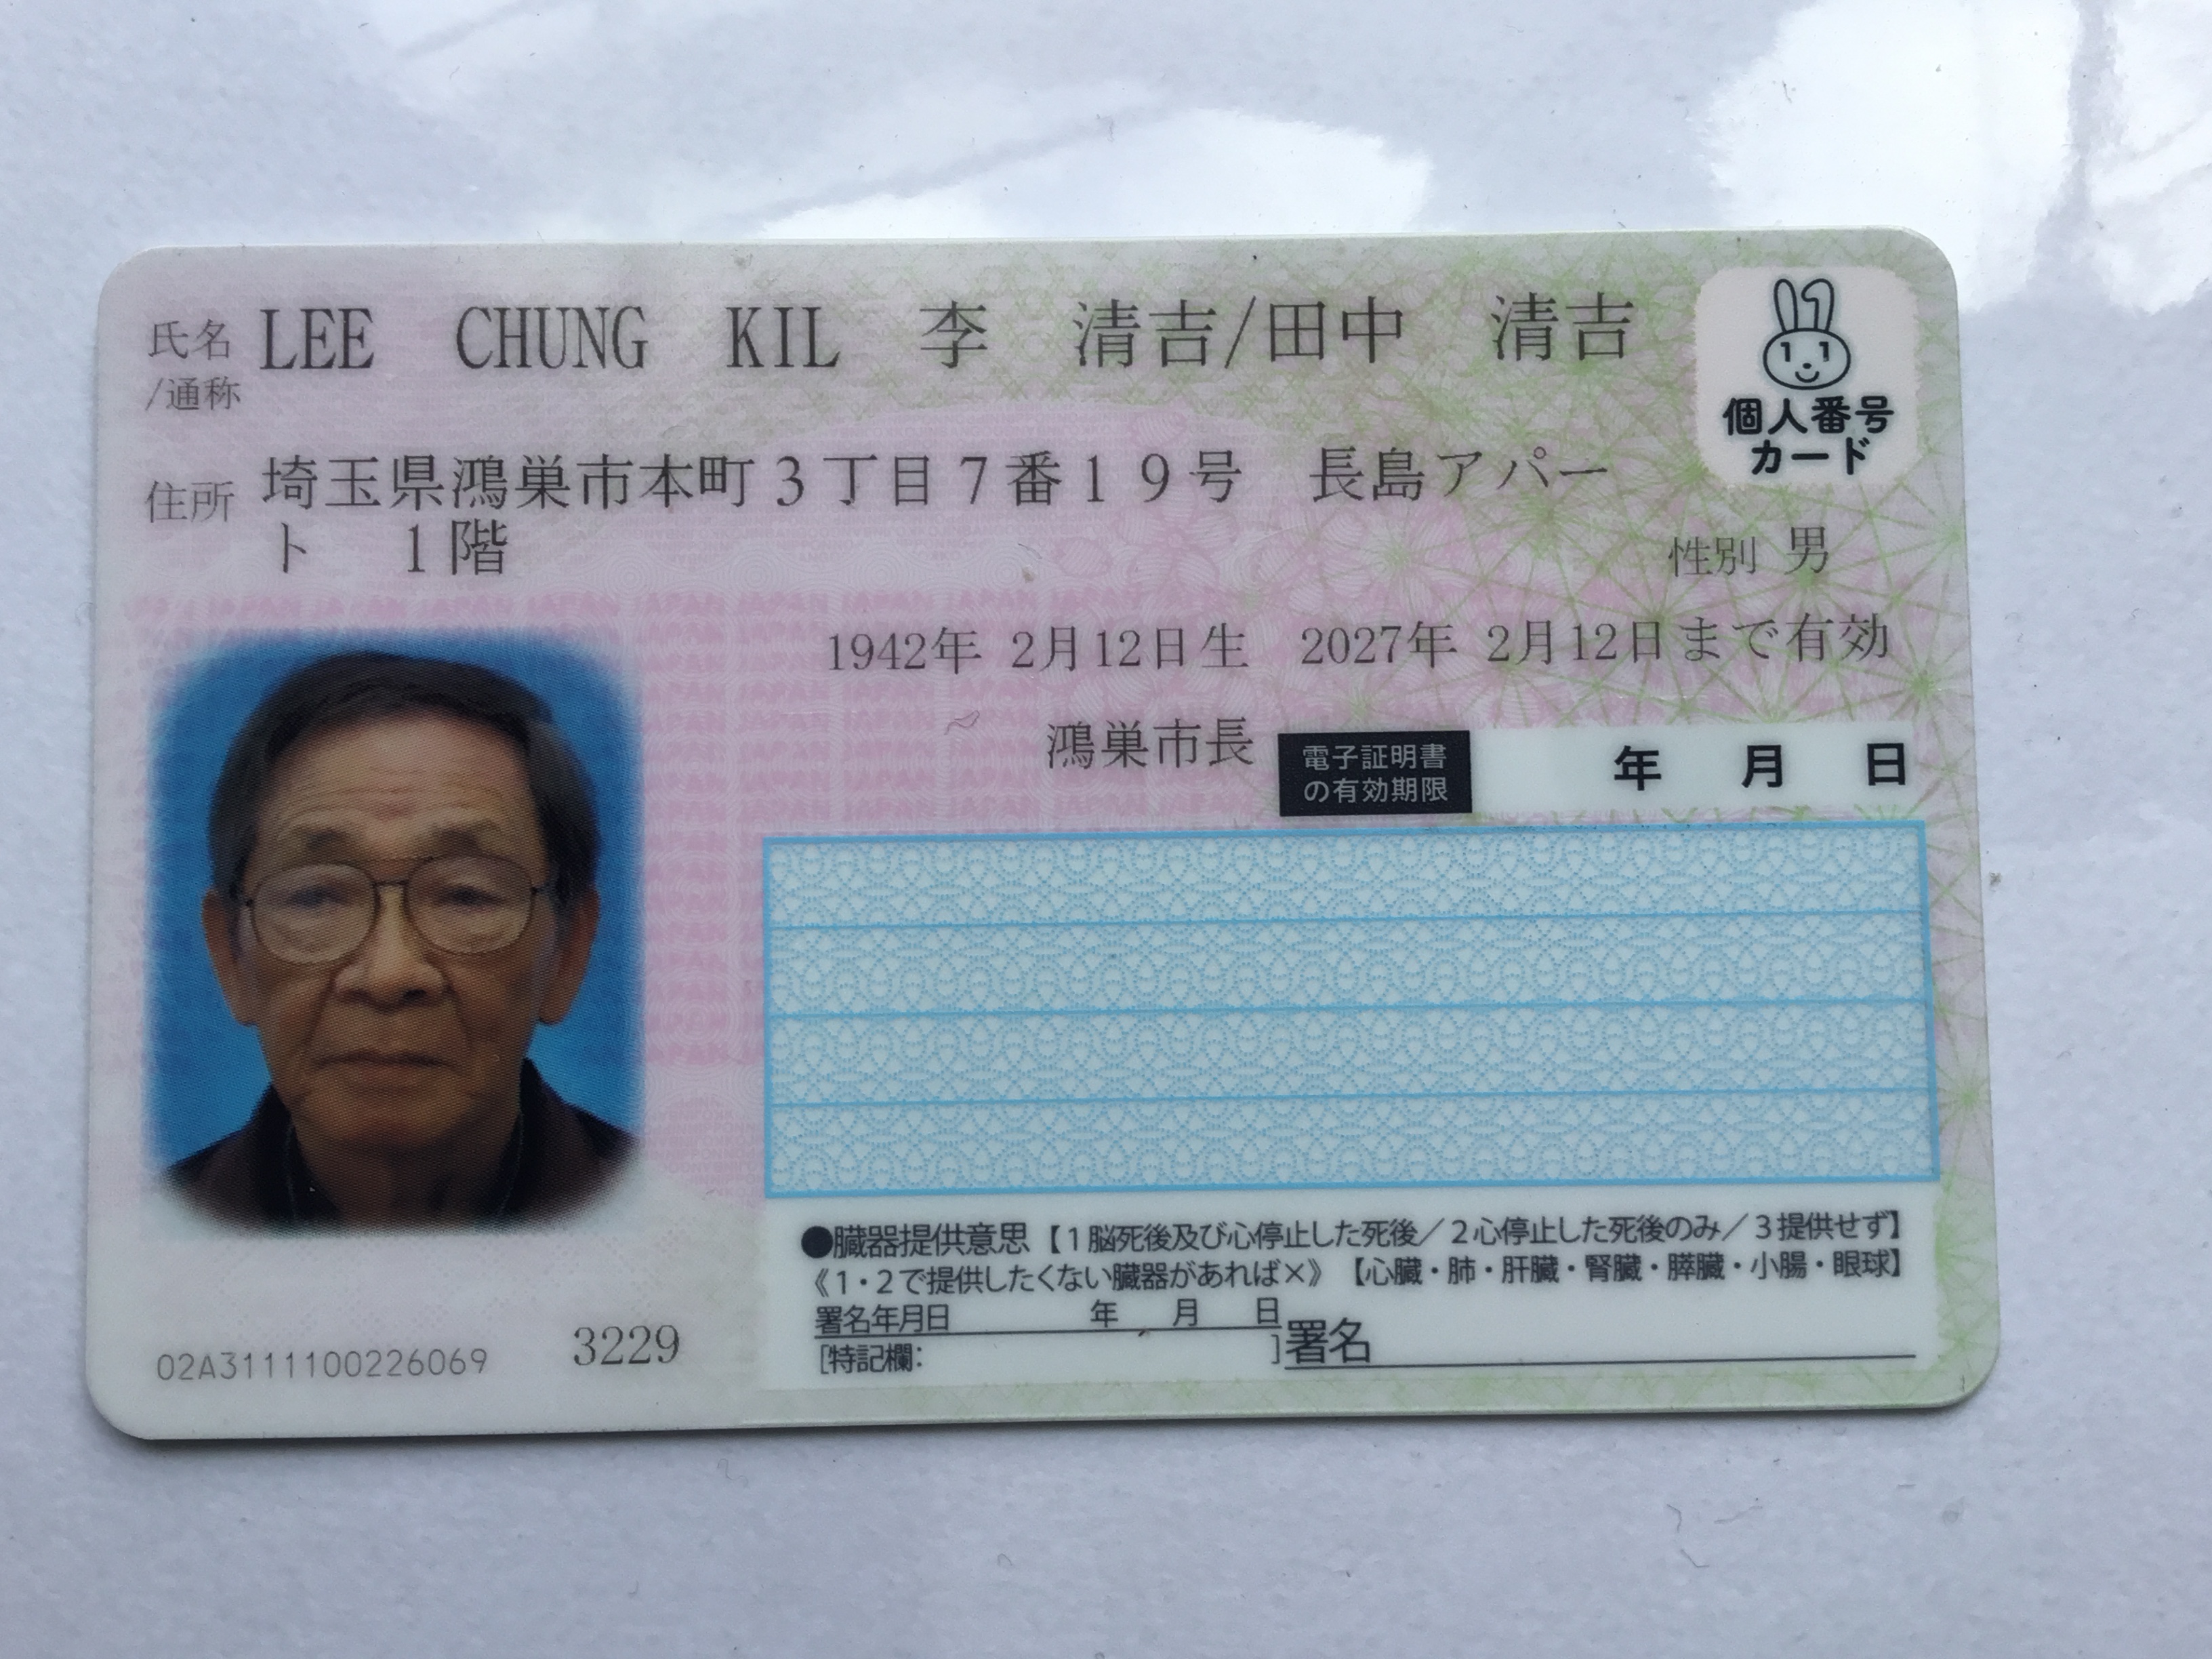 氏名 LEE CHUNG KIL 李 清吉/田中 清吉
/通称
個人番号
カード
住所 埼玉県鴻巣市本町3丁目7番19号 長島アパー
ト 1階
性別 男
1942年 2月12日生 2027年 2月12日まで有効
鴻巣市長
電子証明書
の有効期限
年 月 日
●臓器提供意思【1脳死後及び心停止した死後/2心停止した死後のみ/3提供せず】
《1・2で提供したくない臓器があれば×》【心臓・肺・肝臓・腎臓・膵臓・小腸・眼球】
署名年月日 年 月 日
[特記欄: ]署名
3229
02A3111100226069